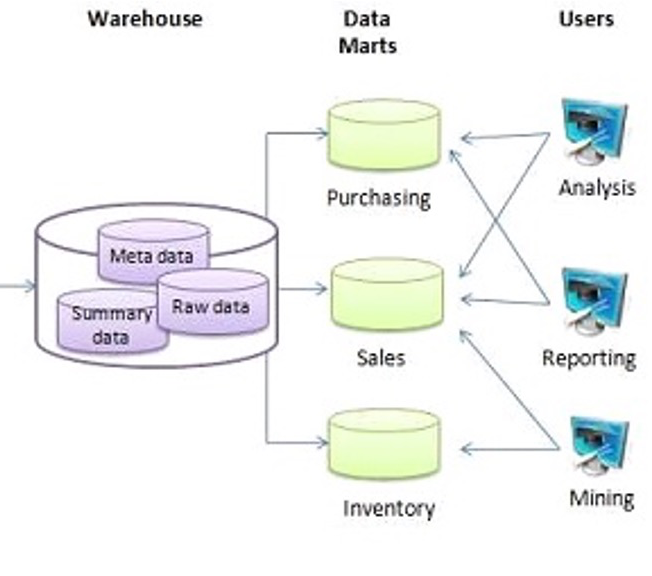 Warehouse
Data
Marts
Users
Purchasing
Analysis
Meta data
Summary
data
Raw data
Sales
Reporting
Inventory
Mining